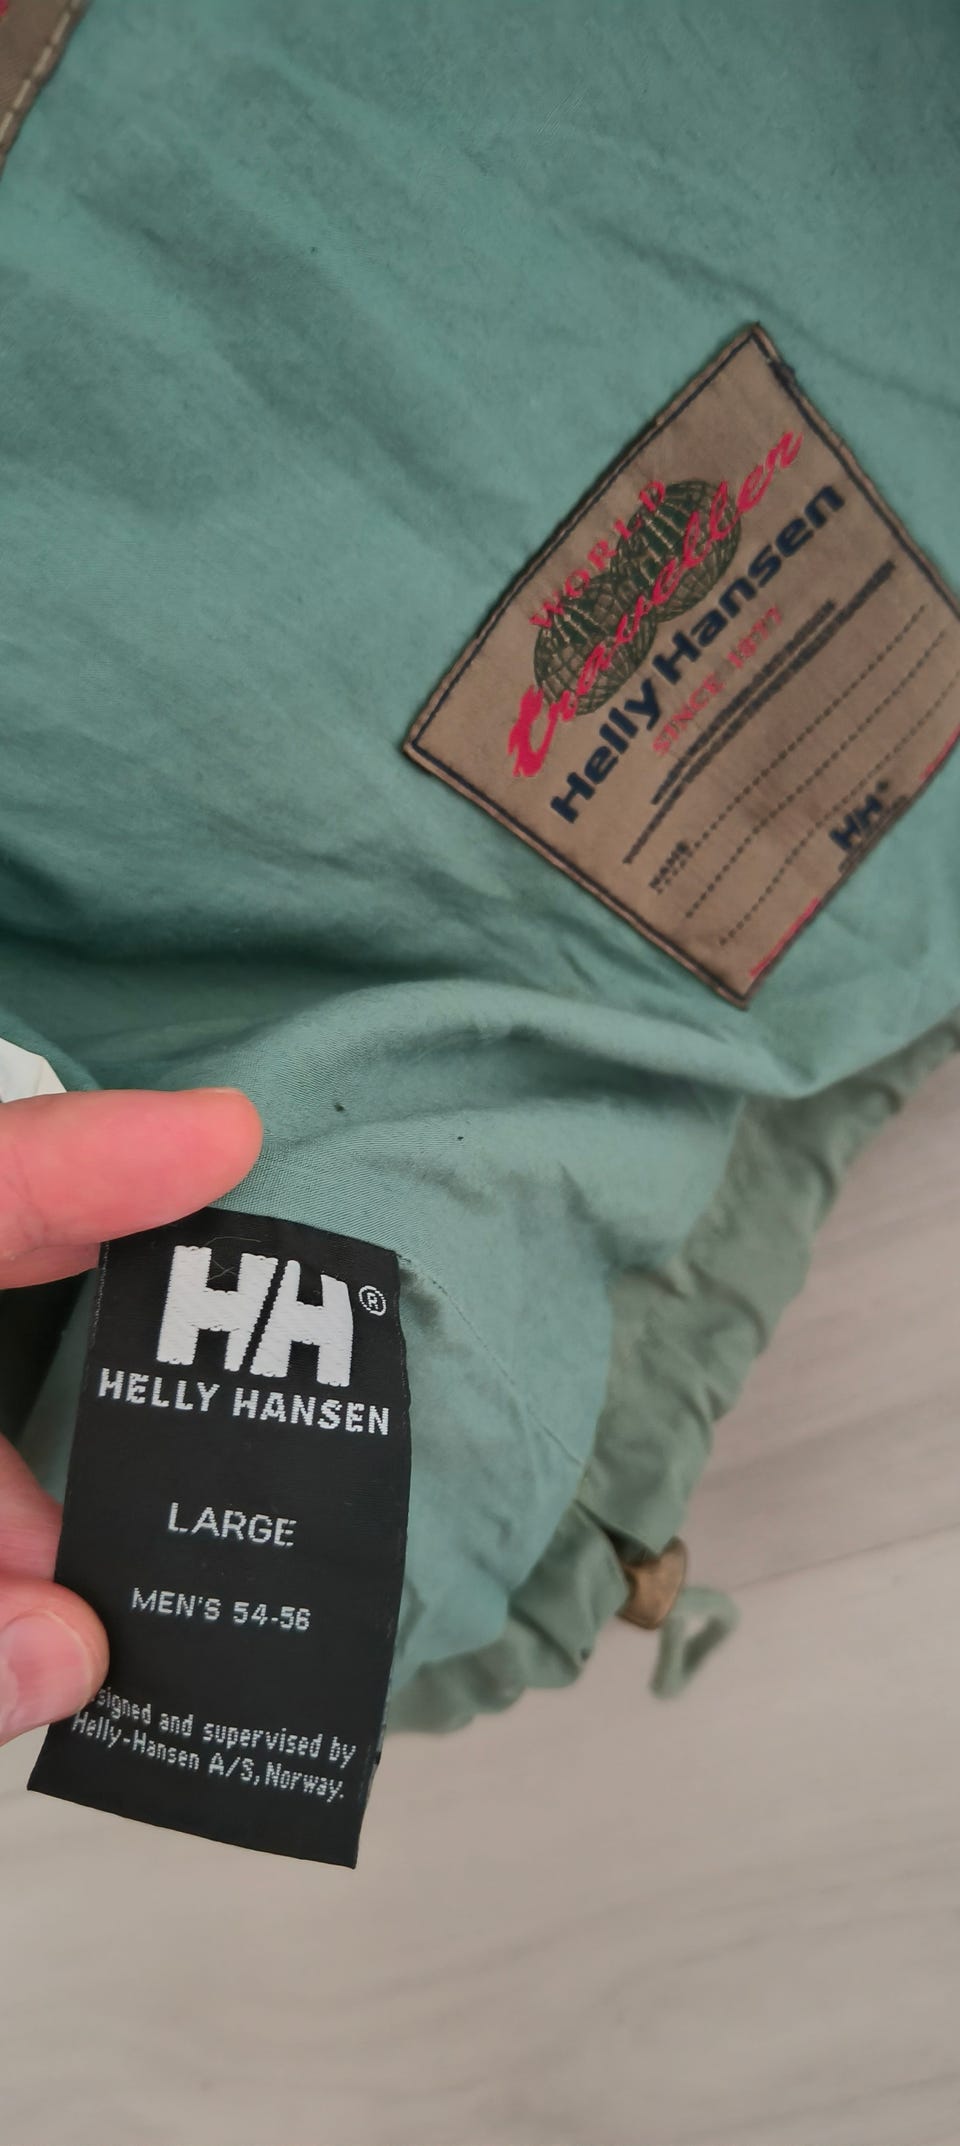 WORLD
traveller
Helly Hansen
SINCE 1877
NAME
HH®
HH®
HELLY HANSEN
LARGE
MEN'S 54-56
signed and supervised by
Helly-Hansen A/S, Norway.